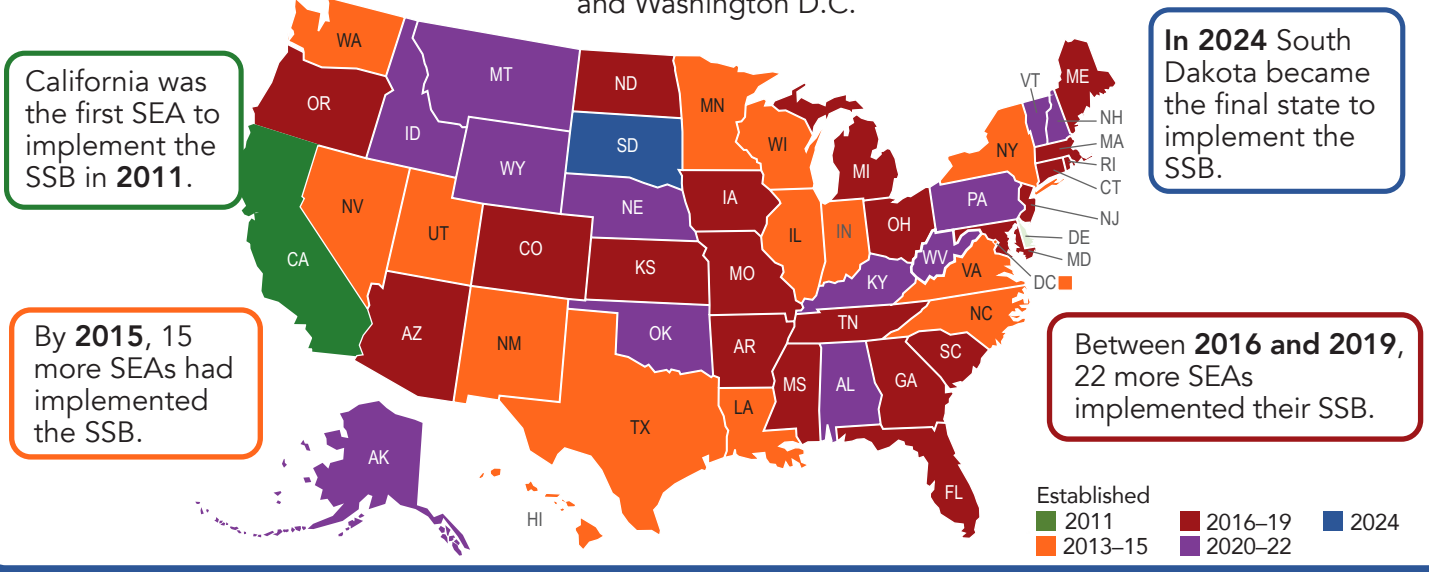 and Washington D.C.
California was
the first SEA to
implement the
SSB in 2011.
In 2024 South
Dakota became
the final state to
implement the
SSB.
By 2015, 15
more SEAs had
implemented
the SSB.
Between 2016 and 2019,
22 more SEAs
implemented their SSB.
WA
OR
MT
ID
ND
MN
SD
WY
NE
WI
MI
NY
VT
ME
NH
MA
RI
CT
NJ
DE
MD
DC
PA
NV
UT
CO
CA
IA
IL
IN
OH
WV
VA
KS
MO
KY
NC
TN
AZ
NM
OK
AR
SC
MS
AL
GA
LA
TX
FL
AK
HI
Established
2011
2013–15
2016–19
2020–22
2024